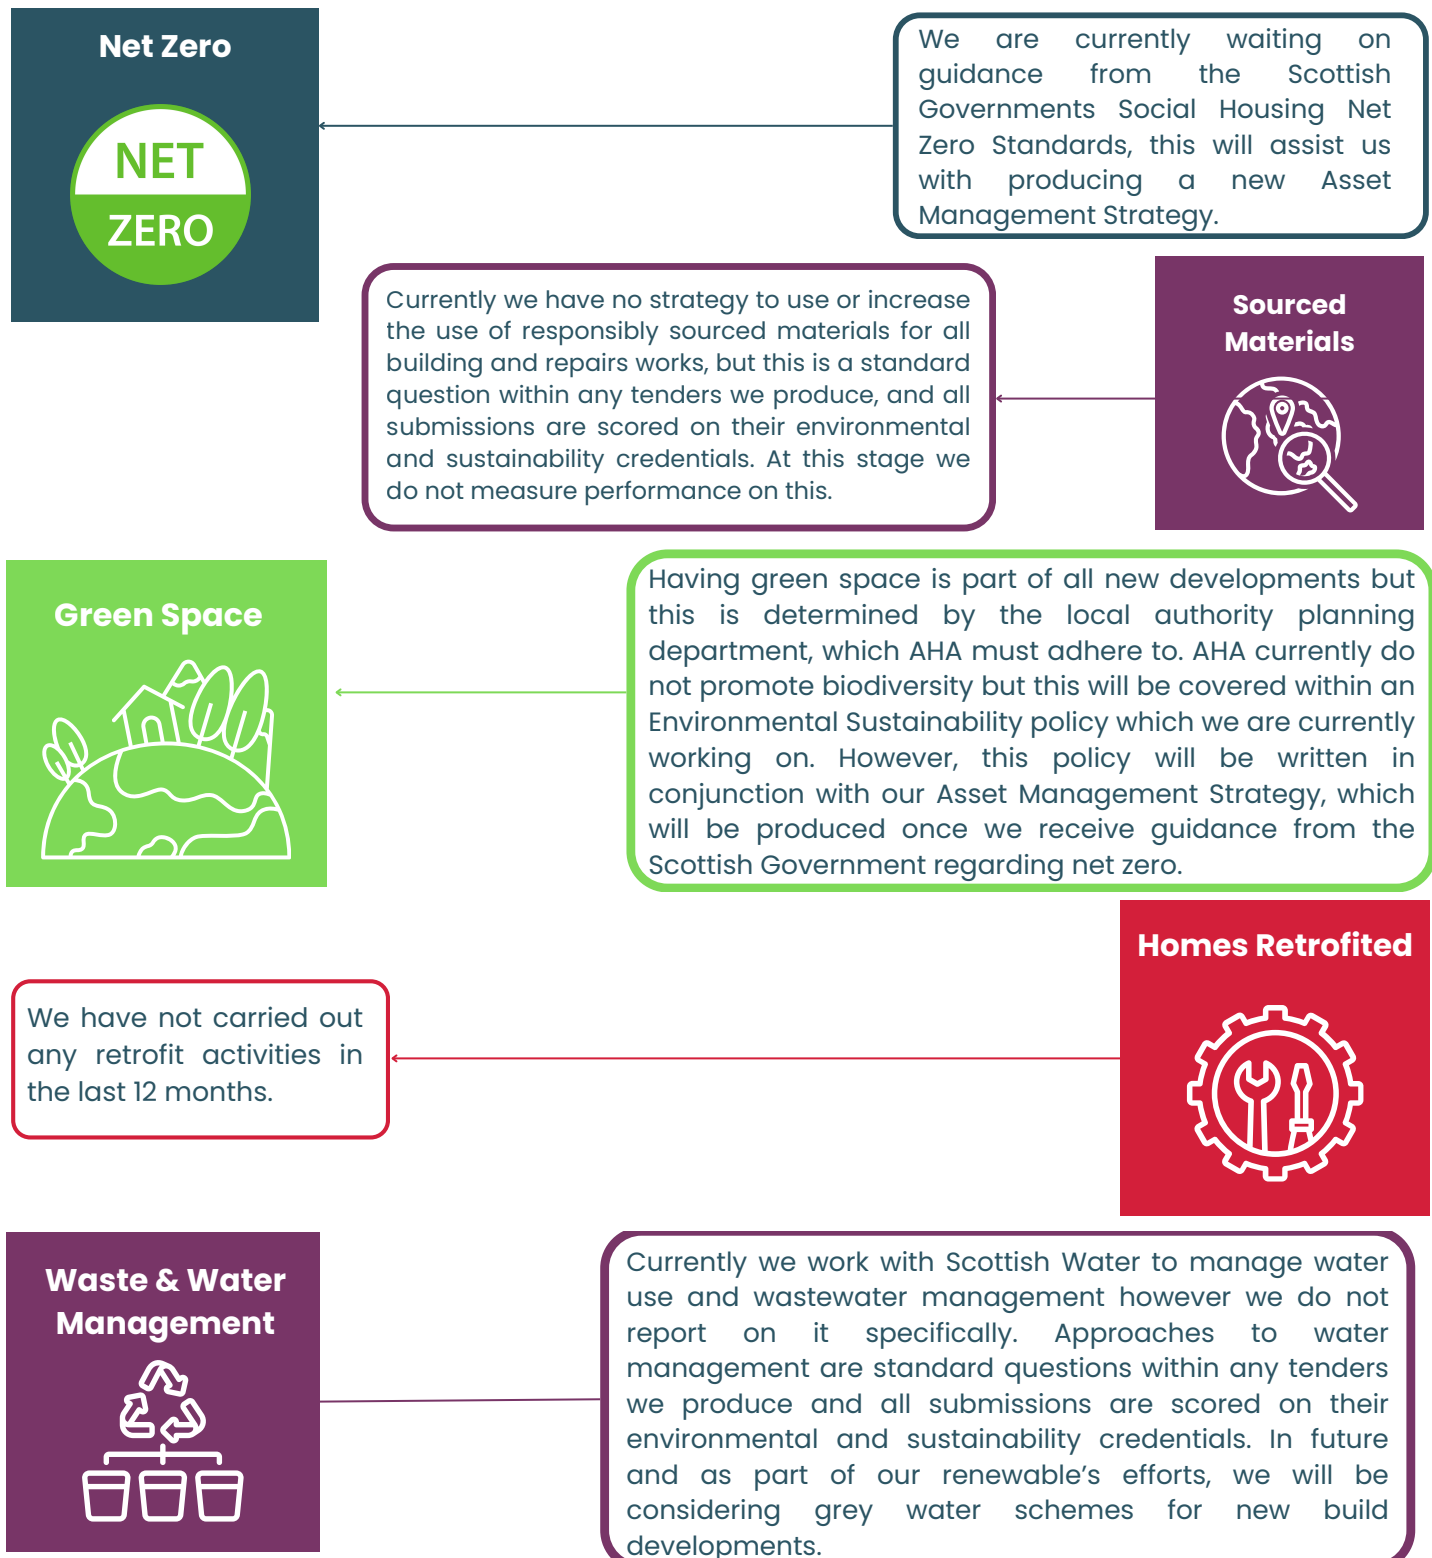 Net Zero
NET
ZERO
We are currently waiting on
guidance from the Scottish
Governments Social Housing Net
Zero Standards, this will assist us
with producing a new Asset
Management Strategy.
Currently we have no strategy to use or increase
the use of responsibly sourced materials for all
building and repairs works, but this is a standard
question within any tenders we produce, and all
submissions are scored on their environmental
and sustainability credentials. At this stage we
do not measure performance on this.
Sourced
Materials
Green Space
Having green space is part of all new developments but
this is determined by the local authority planning
department, which AHA must adhere to. AHA currently do
not promote biodiversity but this will be covered within an
Environmental Sustainability policy which we are currently
working on. However, this policy will be written in
conjunction with our Asset Management Strategy, which
will be produced once we receive guidance from the
Scottish Government regarding net zero.
Homes Retrofited
We have not carried out
any retrofit activities in
the last 12 months.
Waste & Water
Management
Currently we work with Scottish Water to manage water
use and wastewater management however we do not
report on it specifically. Approaches to water
management are standard questions within any tenders
we produce and all submissions are scored on their
environmental and sustainability credentials. In future
and as part of our renewable’s efforts, we will be
considering grey water schemes for new build
developments.